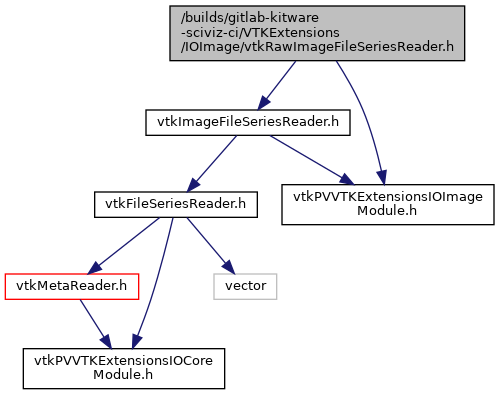 /builds/gitlab-kitware
-sciviz-ci/VTKExtensions
/IOImage/vtkRawImageFileSeriesReader.h
vtkImageFileSeriesReader.h
vtkPVVTKExtensionsIOImage
Module.h
vtkFileSeriesReader.h
vtkMetaReader.h
vector
vtkPVVTKExtensionsIOCore
Module.h